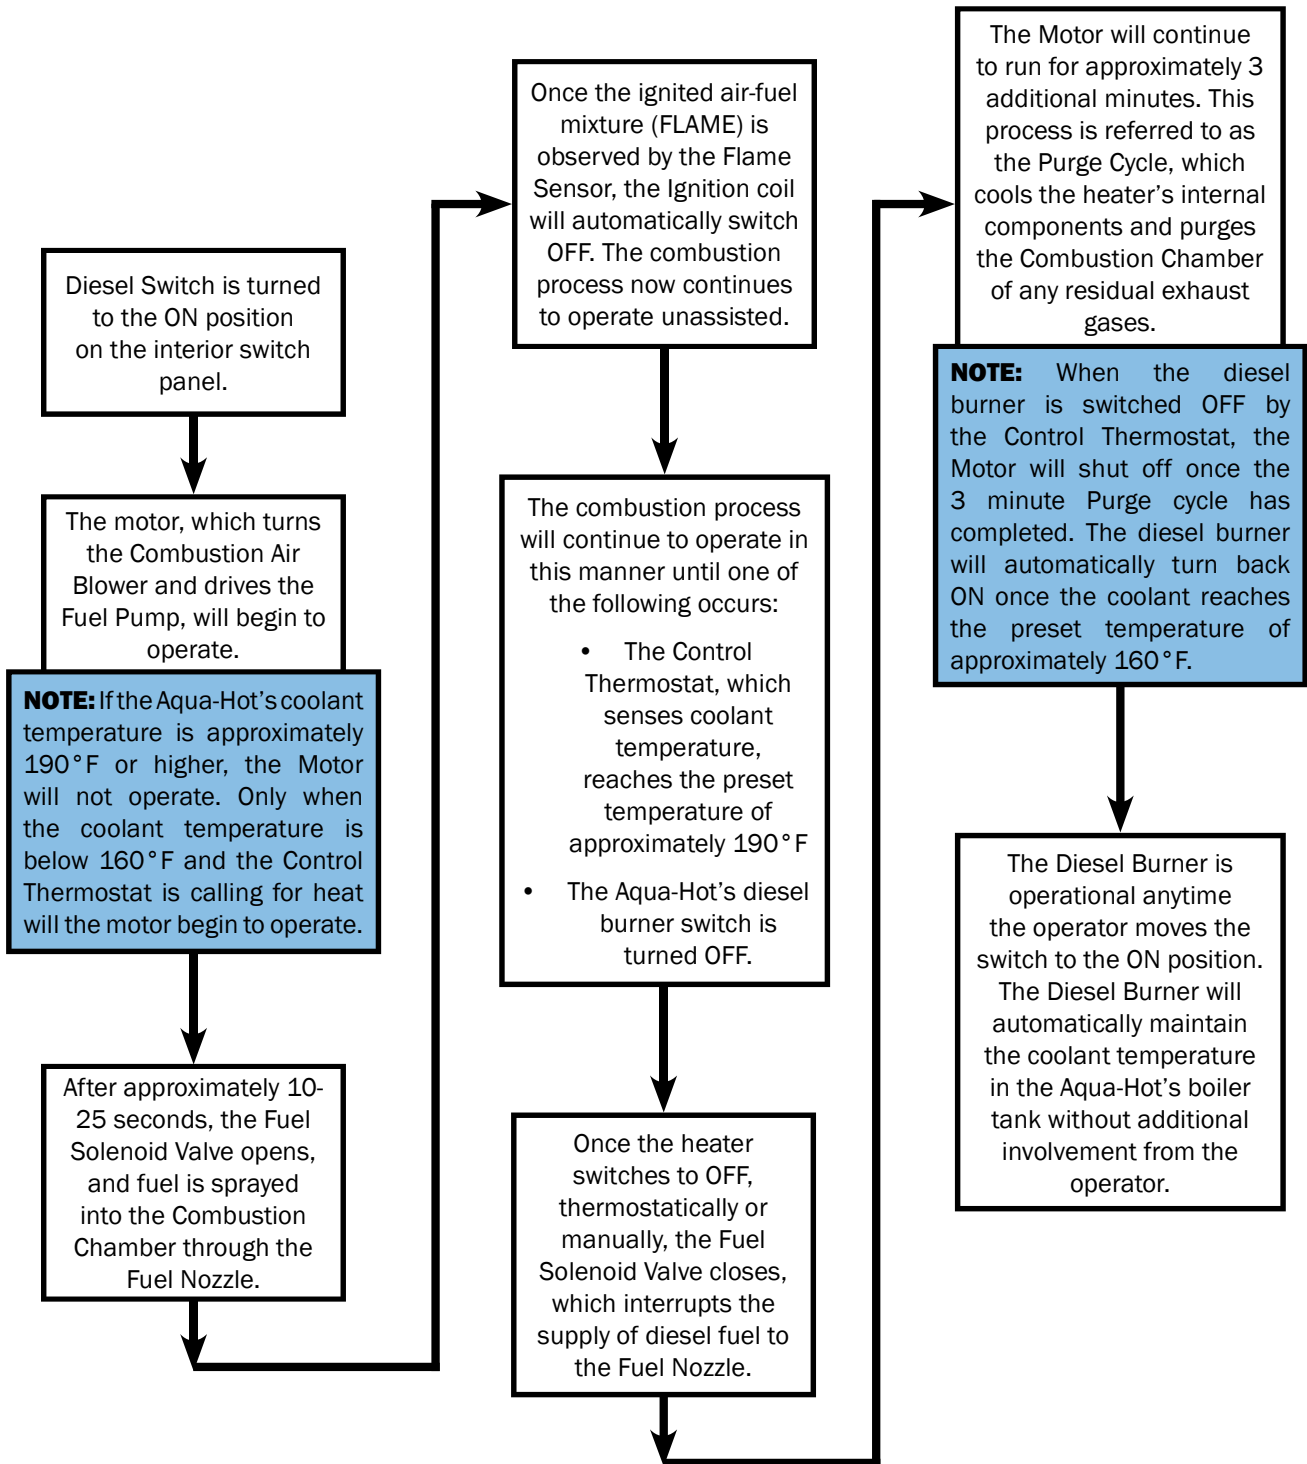 Diesel Switch is turned
to the ON position
on the interior switch
panel.
The motor, which turns
the Combustion Air
Blower and drives the
Fuel Pump, will begin to
operate.
NOTE: If the Aqua-Hot's coolant
temperature is approximately
190°F or higher, the Motor
will not operate. Only when
the coolant temperature is
below 160°F and the Control
Thermostat is calling for heat
will the motor begin to operate.
After approximately 10-
25 seconds, the Fuel
Solenoid Valve opens,
and fuel is sprayed
into the Combustion
Chamber through the
Fuel Nozzle.
Once the ignited air-fuel
mixture (FLAME) is
observed by the Flame
Sensor, the Ignition coil
will automatically switch
OFF. The combustion
process now continues
to operate unassisted.
The combustion process
will continue to operate in
this manner until one of
the following occurs:
• The Control
Thermostat, which
senses coolant
temperature,
reaches the preset
temperature of
approximately 190°F
• The Aqua-Hot's diesel
burner switch is
turned OFF.
Once the heater
switches to OFF,
thermostatically or
manually, the Fuel
Solenoid Valve closes,
which interrupts the
supply of diesel fuel to
the Fuel Nozzle.
The Motor will continue
to run for approximately 3
additional minutes. This
process is referred to as
the Purge Cycle, which
cools the heater's internal
components and purges
the Combustion Chamber
of any residual exhaust
gases.
NOTE: When the diesel
burner is switched OFF by
the Control Thermostat, the
Motor will shut off once the
3 minute Purge cycle has
completed. The diesel burner
will automatically turn back
ON once the coolant reaches
the preset temperature of
approximately 160°F.
The Diesel Burner is
operational anytime
the operator moves the
switch to the ON position.
The Diesel Burner will
automatically maintain
the coolant temperature
in the Aqua-Hot's boiler
tank without additional
involvement from the
operator.